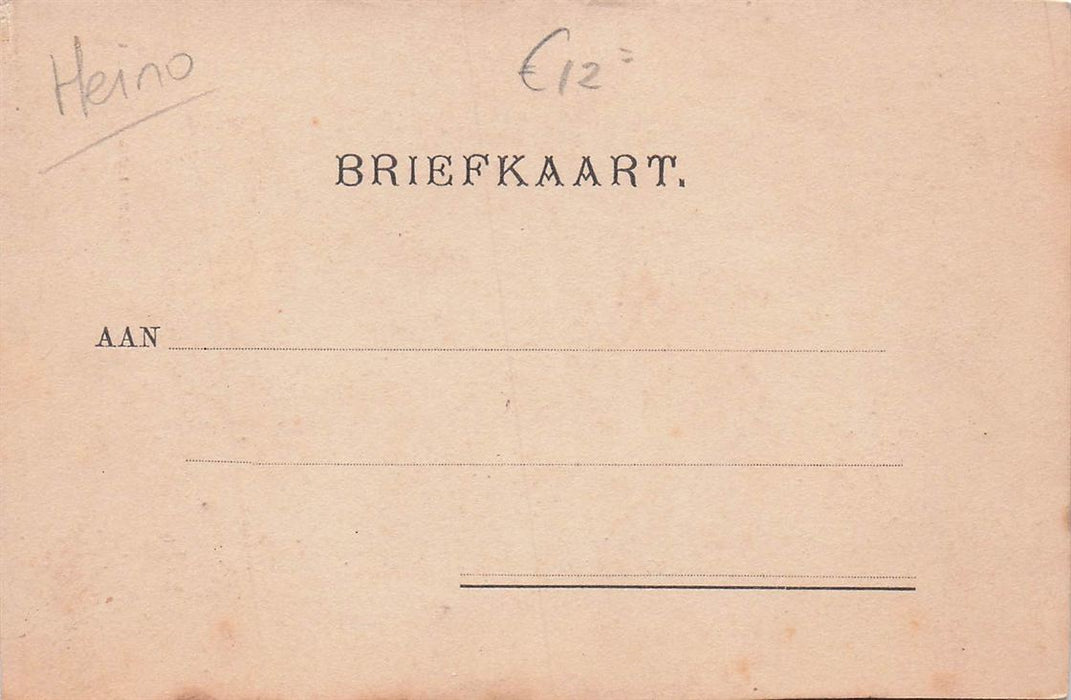 Heino
€12=
BRIEFKAART.
AAN